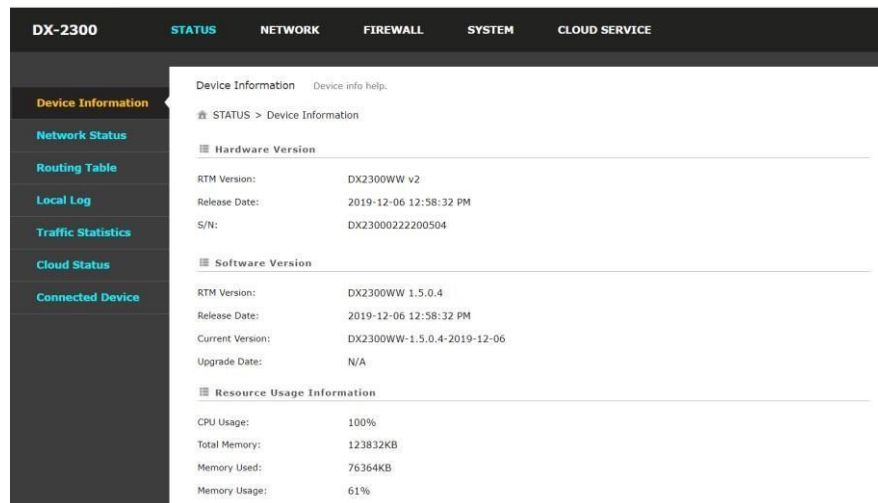 DX-2300 STATUS NETWORK FIREWALL SYSTEM CLOUD SERVICE
Device Information
Network Status
Routing Table
Local Log
Traffic Statistics
Cloud Status
Connected Device
Device Information Device info help.
STATUS > Device Information
Hardware Version
RTM Version: DX2300WW v2
Release Date: 2019-12-06 12:58:32 PM
S/N: DX23000222200504
Software Version
RTM Version: DX2300WW 1.5.0.4
Release Date: 2019-12-06 12:58:32 PM
Current Version: DX2300WW-1.5.0.4-2019-12-06
Upgrade Date: N/A
Resource Usage Information
CPU Usage: 100%
Total Memory: 123832KB
Memory Used: 76364KB
Memory Usage: 61%